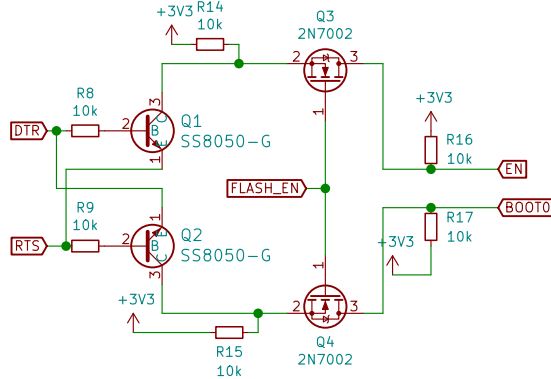 +3V3
R14
10k
Q3
2N7002
2
3
1
R8
10k
DTR
2
3
C
B
E
1
Q1
SS8050-G
+3V3
R16
10k
EN
FLASH_EN
R9
10k
RTS
2
1
E
B
C
3
Q2
SS8050-G
BOOT0
R17
10k
+3V3
1
2
3
Q4
2N7002
+3V3
R15
10k